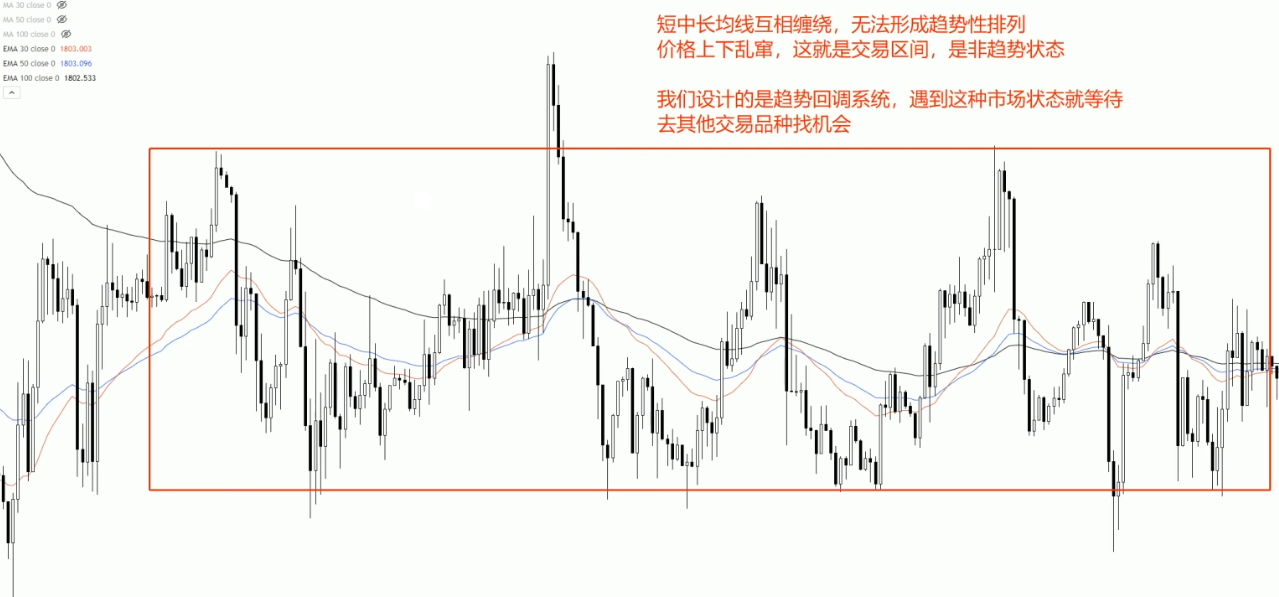 MA 30 close 0
MA 50 close 0
MA 100 close 0
EMA 30 close 0 1803.003
EMA 50 close 0 1803.096
EMA 100 close 0 1802.533
短中长均线互相缠绕，无法形成趋势性排列
价格上下乱窜，这就是交易区间，是非趋势状态
我们设计的是趋势回调系统，遇到这种市场状态就等待
去其他交易品种找机会